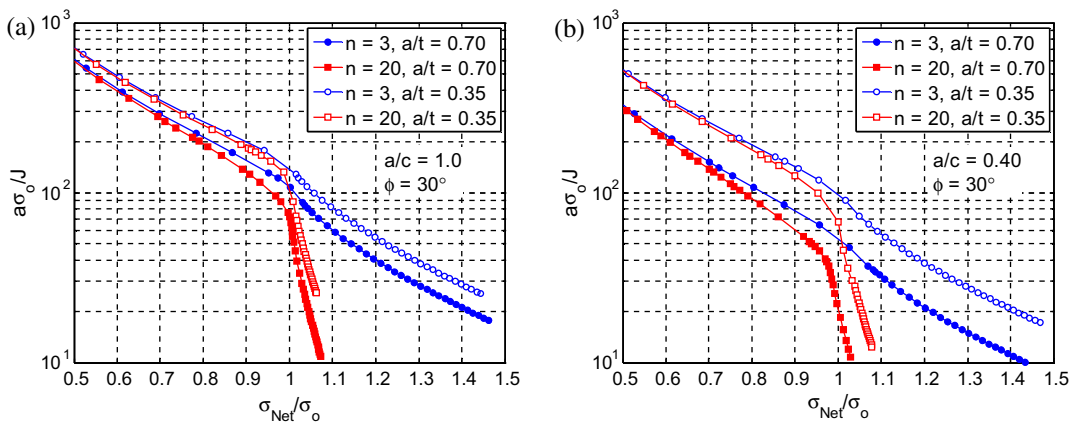 (a)
10³
10²
10¹
aσₒ/J
0.5 0.6 0.7 0.8 0.9 1 1.1 1.2 1.3 1.4 1.5
σNet/σₒ
n = 3, a/t = 0.70
n = 20, a/t = 0.70
n = 3, a/t = 0.35
n = 20, a/t = 0.35
a/c = 1.0
ϕ = 30°
(b)
10³
10²
10¹
aσₒ/J
0.5 0.6 0.7 0.8 0.9 1 1.1 1.2 1.3 1.4 1.5
σNet/σₒ
n = 3, a/t = 0.70
n = 20, a/t = 0.70
n = 3, a/t = 0.35
n = 20, a/t = 0.35
a/c = 0.40
ϕ = 30°